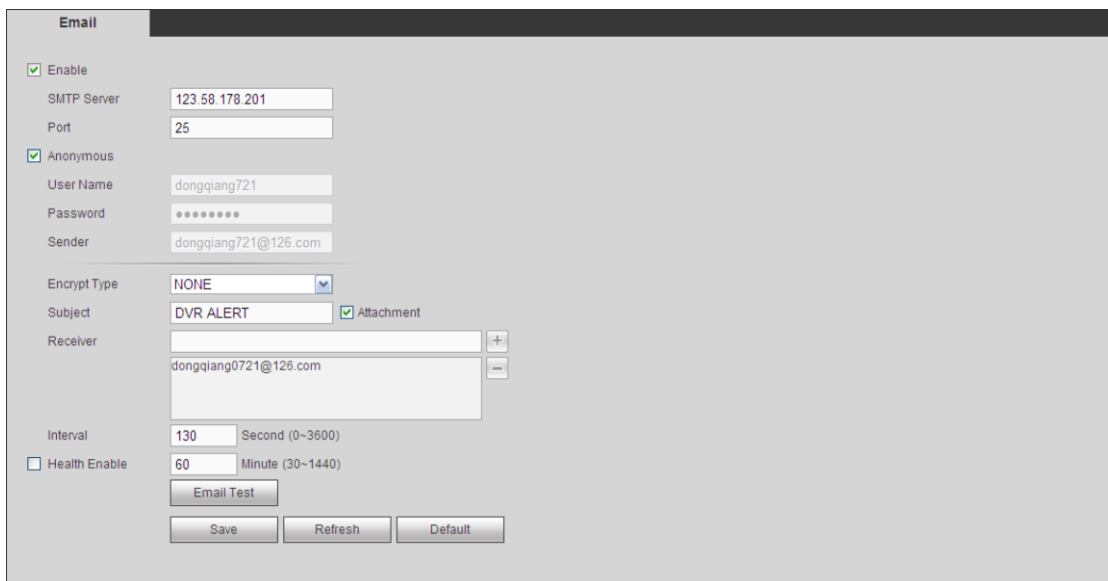 Email
Enable
SMTP Server 123.58.178.201
Port 25
Anonymous
User Name dongqiang721
Password ●●●●●●●●
Sender dongqiang721@126.com
Encrypt Type NONE
Subject DVR ALERT Attachment
Receiver
dongqiang0721@126.com
Interval 130 Second (0~3600)
Health Enable 60 Minute (30~1440)
Email Test
Save Refresh Default